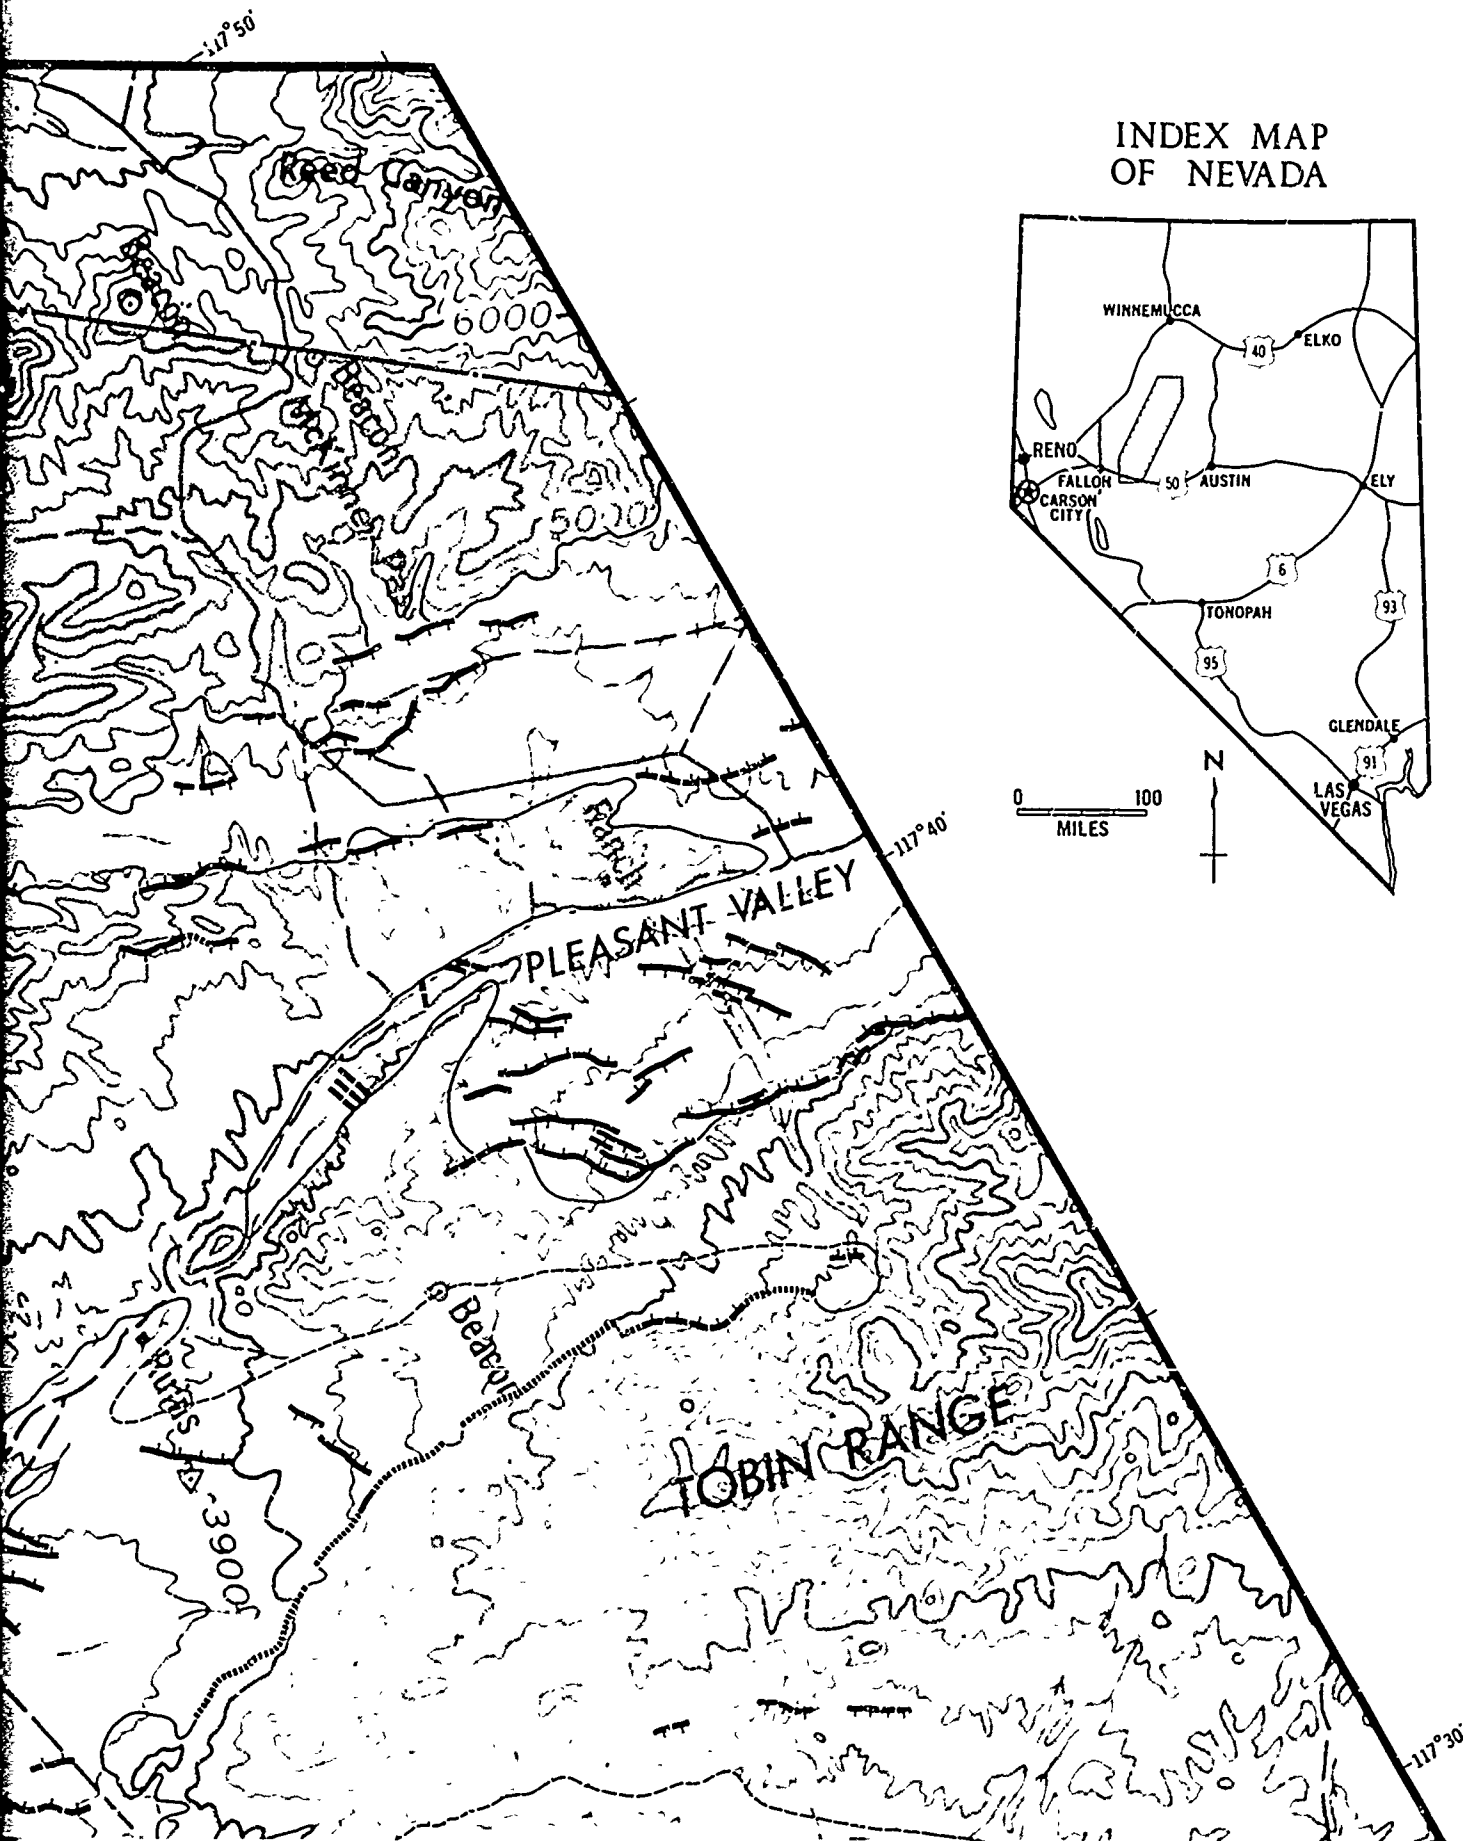 117°50'
INDEX MAP
OF NEVADA
Reed Canyon
Beacon
6000
Beacon
McKinney
5000
WINNEMUCCA
40
ELKO
RENO
FALLON
50
AUSTIN
ELY
CARSON
CITY
6
TONOPAH
93
95
GLENDALE
N
91
LAS
VEGAS
0 100
MILES
Ranch
117°40'
PLEASANT VALLEY
Beacon
Ruins
TOBIN RANGE
3900
117°30'